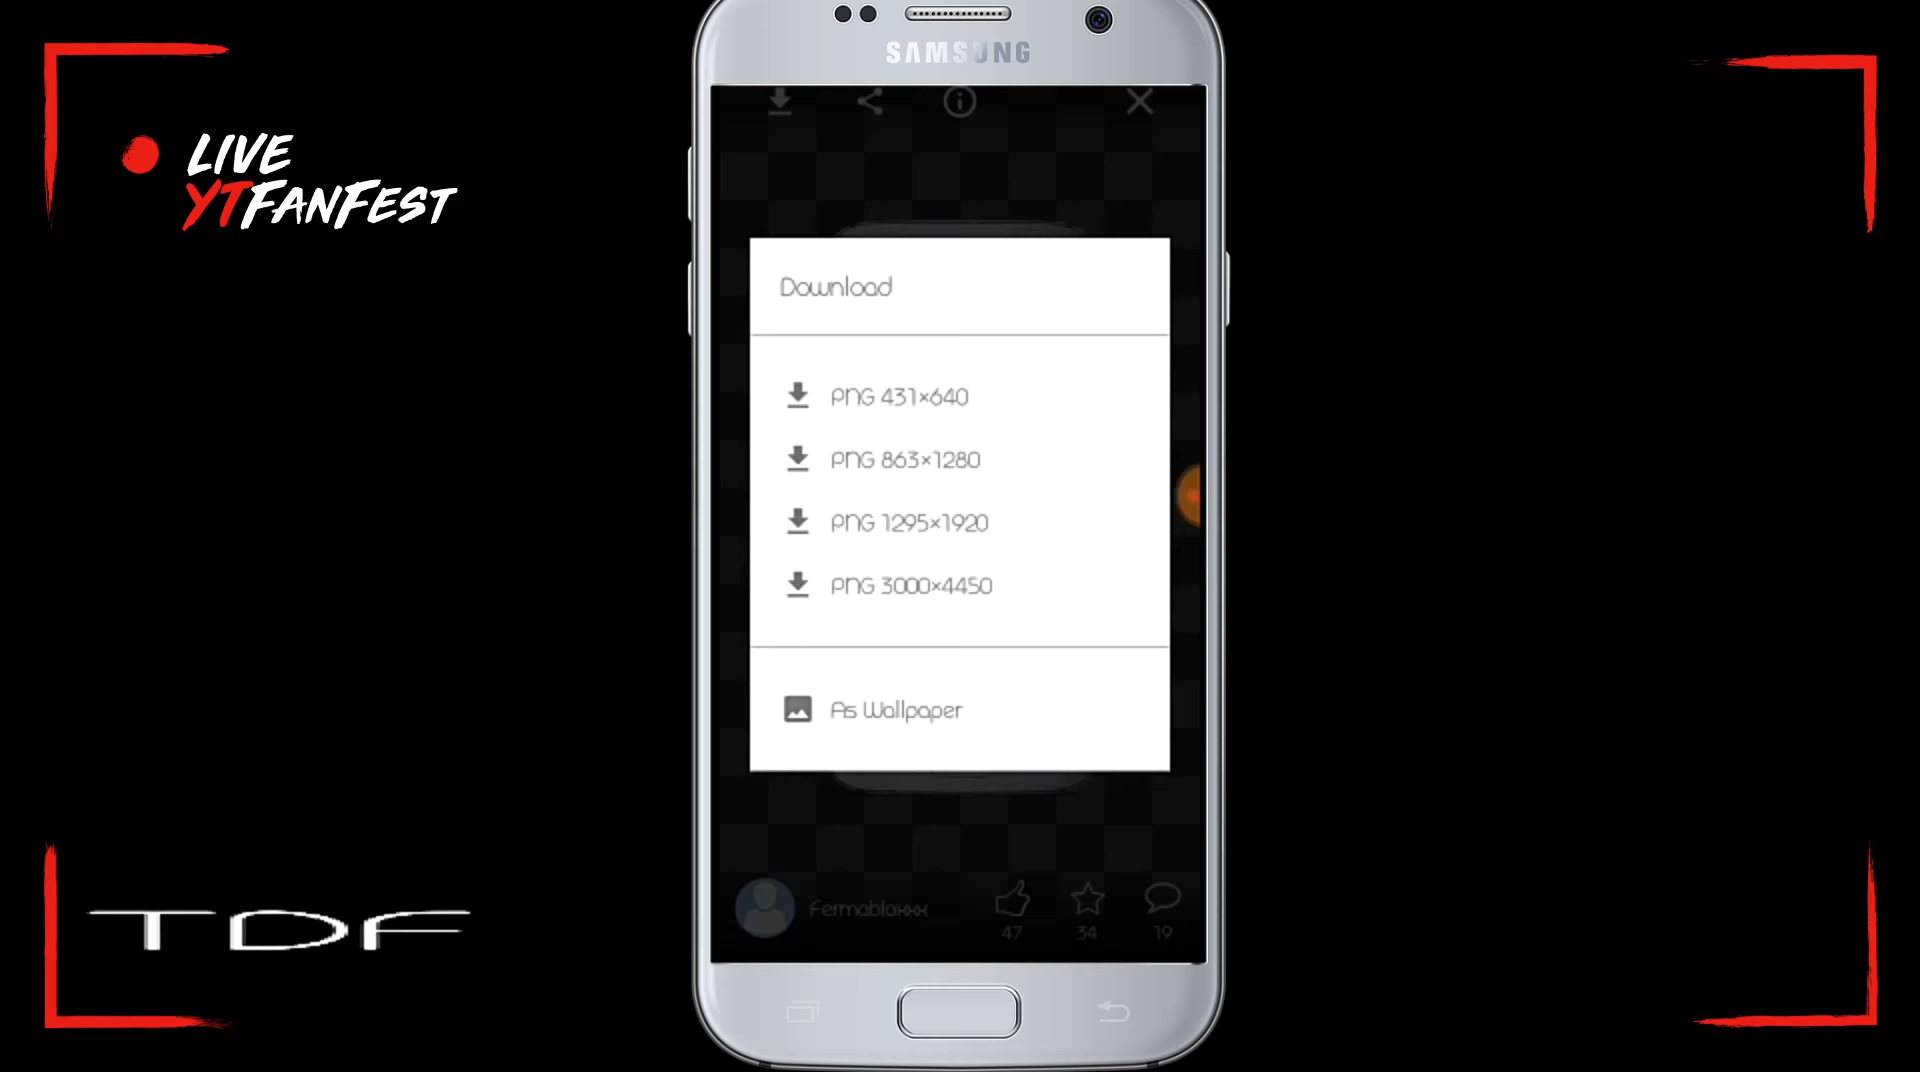 SAMSUNG
LIVE
YTFANFEST
Download
PNG 431×640
PNG 863×1280
PNG 1295×1920
PNG 3000×4450
As Wallpaper
Fermabloxxx
47
34
19
TDF